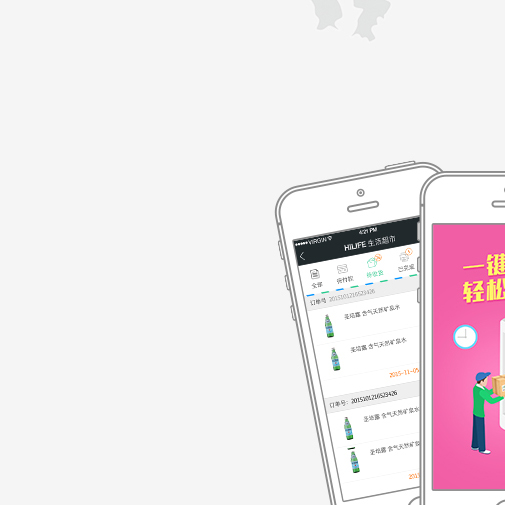 VIRGIN 4:21 PM
HILIFE 生活超市
全部 待付款 待收货 已完成
订单号 2015101216523426
圣培露 含气天然矿泉水
圣培露 含气天然矿泉水
2015-11-05
订单号: 2015101216523426
圣培露 含气天然矿泉水
圣培露 含气天然矿泉水
201
一键
轻松